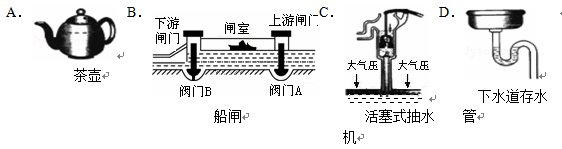 A.
茶壶
B.
下游闸门
闸室
上游闸门
阀门B
阀门A
船闸
C.
大气压
大气压
活塞式抽水机
D.
下水道存水管